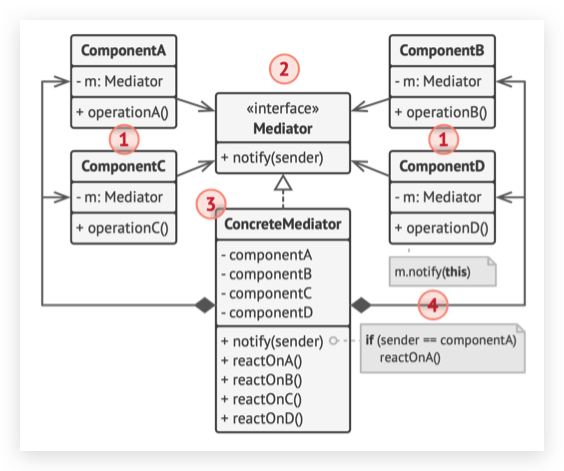 ComponentA
- m: Mediator
+ operationA()
1
ComponentC
- m: Mediator
+ operationC()
2
«interface»
Mediator
+ notify(sender)
ComponentB
- m: Mediator
+ operationB()
1
ComponentD
- m: Mediator
+ operationD()
m.notify(this)
3
ConcreteMediator
- componentA
- componentB
- componentC
- componentD
+ notify(sender)
+ reactOnA()
+ reactOnB()
+ reactOnC()
+ reactOnD()
4
if (sender == componentA)
reactOnA()